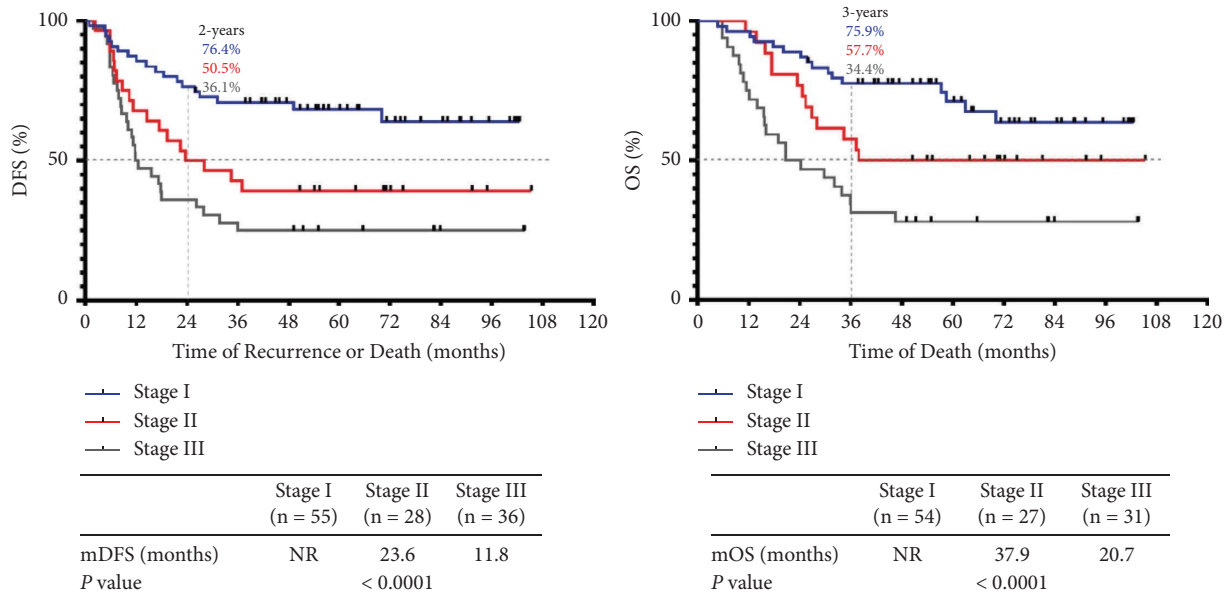 100
50
0
DFS (%)
2-years
76.4%
50.5%
36.1%
0 12 24 36 48 60 72 84 96 108 120
Time of Recurrence or Death (months)
Stage I
Stage II
Stage III
Stage I Stage II Stage III
(n = 55) (n = 28) (n = 36)
mDFS (months) NR 23.6 11.8
P value < 0.0001
100
50
0
OS (%)
3-years
75.9%
57.7%
34.4%
0 12 24 36 48 60 72 84 96 108 120
Time of Death (months)
Stage I
Stage II
Stage III
Stage I Stage II Stage III
(n = 54) (n = 27) (n = 31)
mOS (months) NR 37.9 20.7
P value < 0.0001